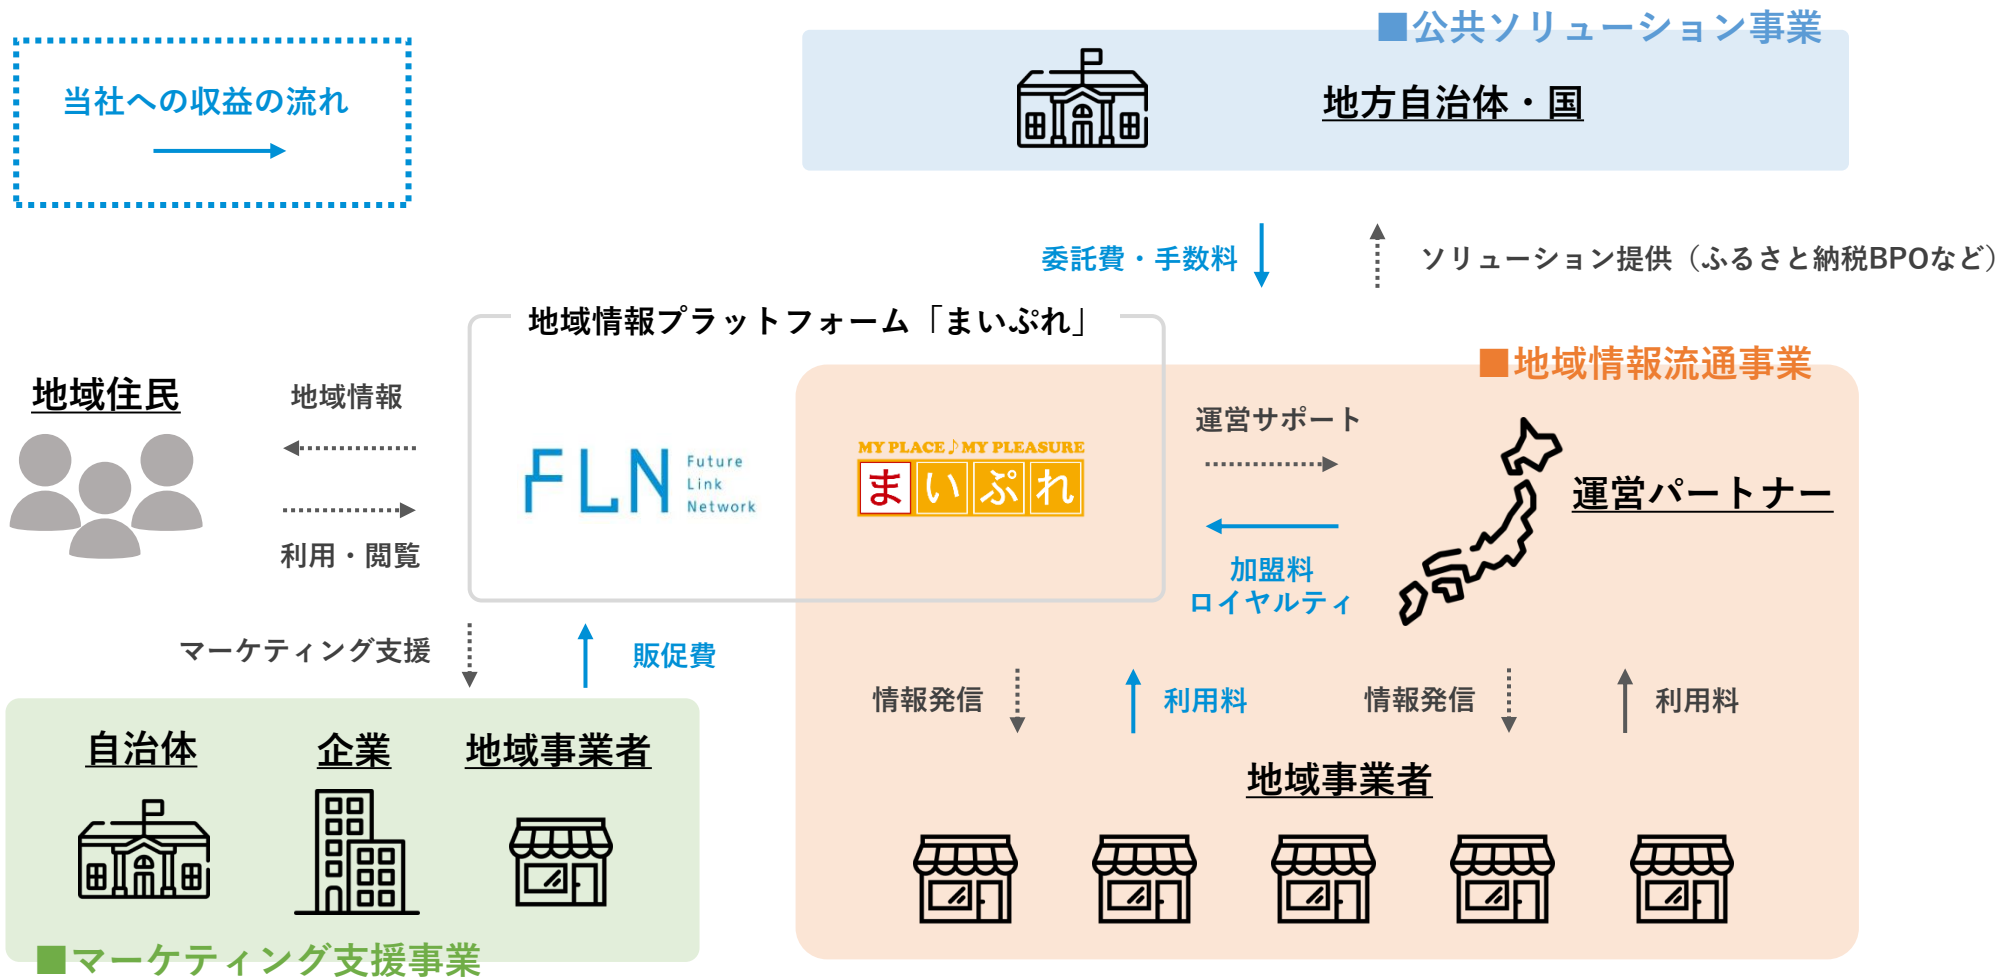 ■公共ソリューション事業
当社への収益の流れ
地方自治体・国
委託費・手数料
ソリューション提供（ふるさと納税BPOなど）
地域情報プラットフォーム「まいぷれ」
■地域情報流通事業
地域住民
地域情報
利用・閲覧
FLN Future
Link
Network
MY PLACE♪MY PLEASURE
まいぷれ
運営サポート
運営パートナー
加盟料
ロイヤルティ
マーケティング支援
販促費
情報発信
利用料
情報発信
利用料
自治体
企業
地域事業者
地域事業者
■マーケティング支援事業